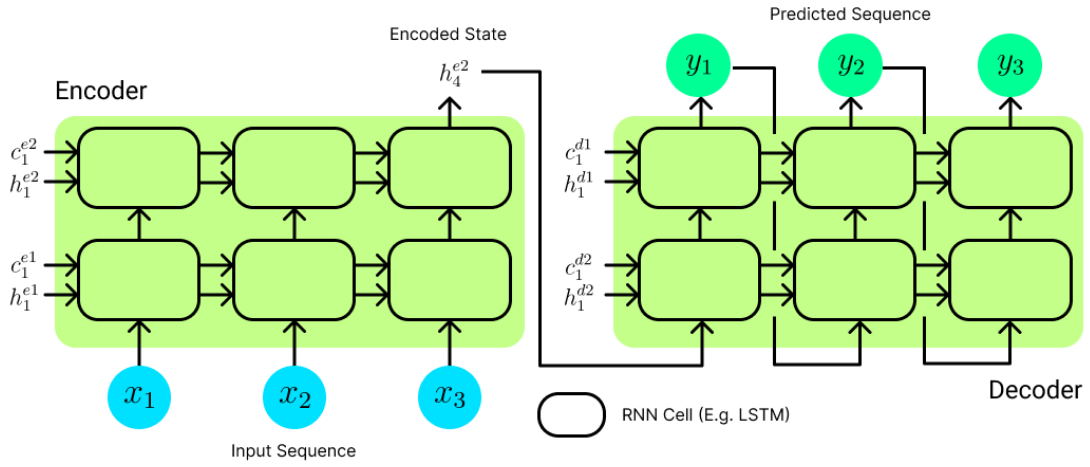 Predicted Sequence
Encoded State
y₁
y₂
y₃
h₄ᵉ²
Encoder
c₁ᵉ²
h₁ᵉ²
c₁ᵈ¹
h₁ᵈ¹
c₁ᵉ¹
h₁ᵉ¹
c₁ᵈ²
h₁ᵈ²
x₁
x₂
x₃
Decoder
RNN Cell (E.g. LSTM)
Input Sequence